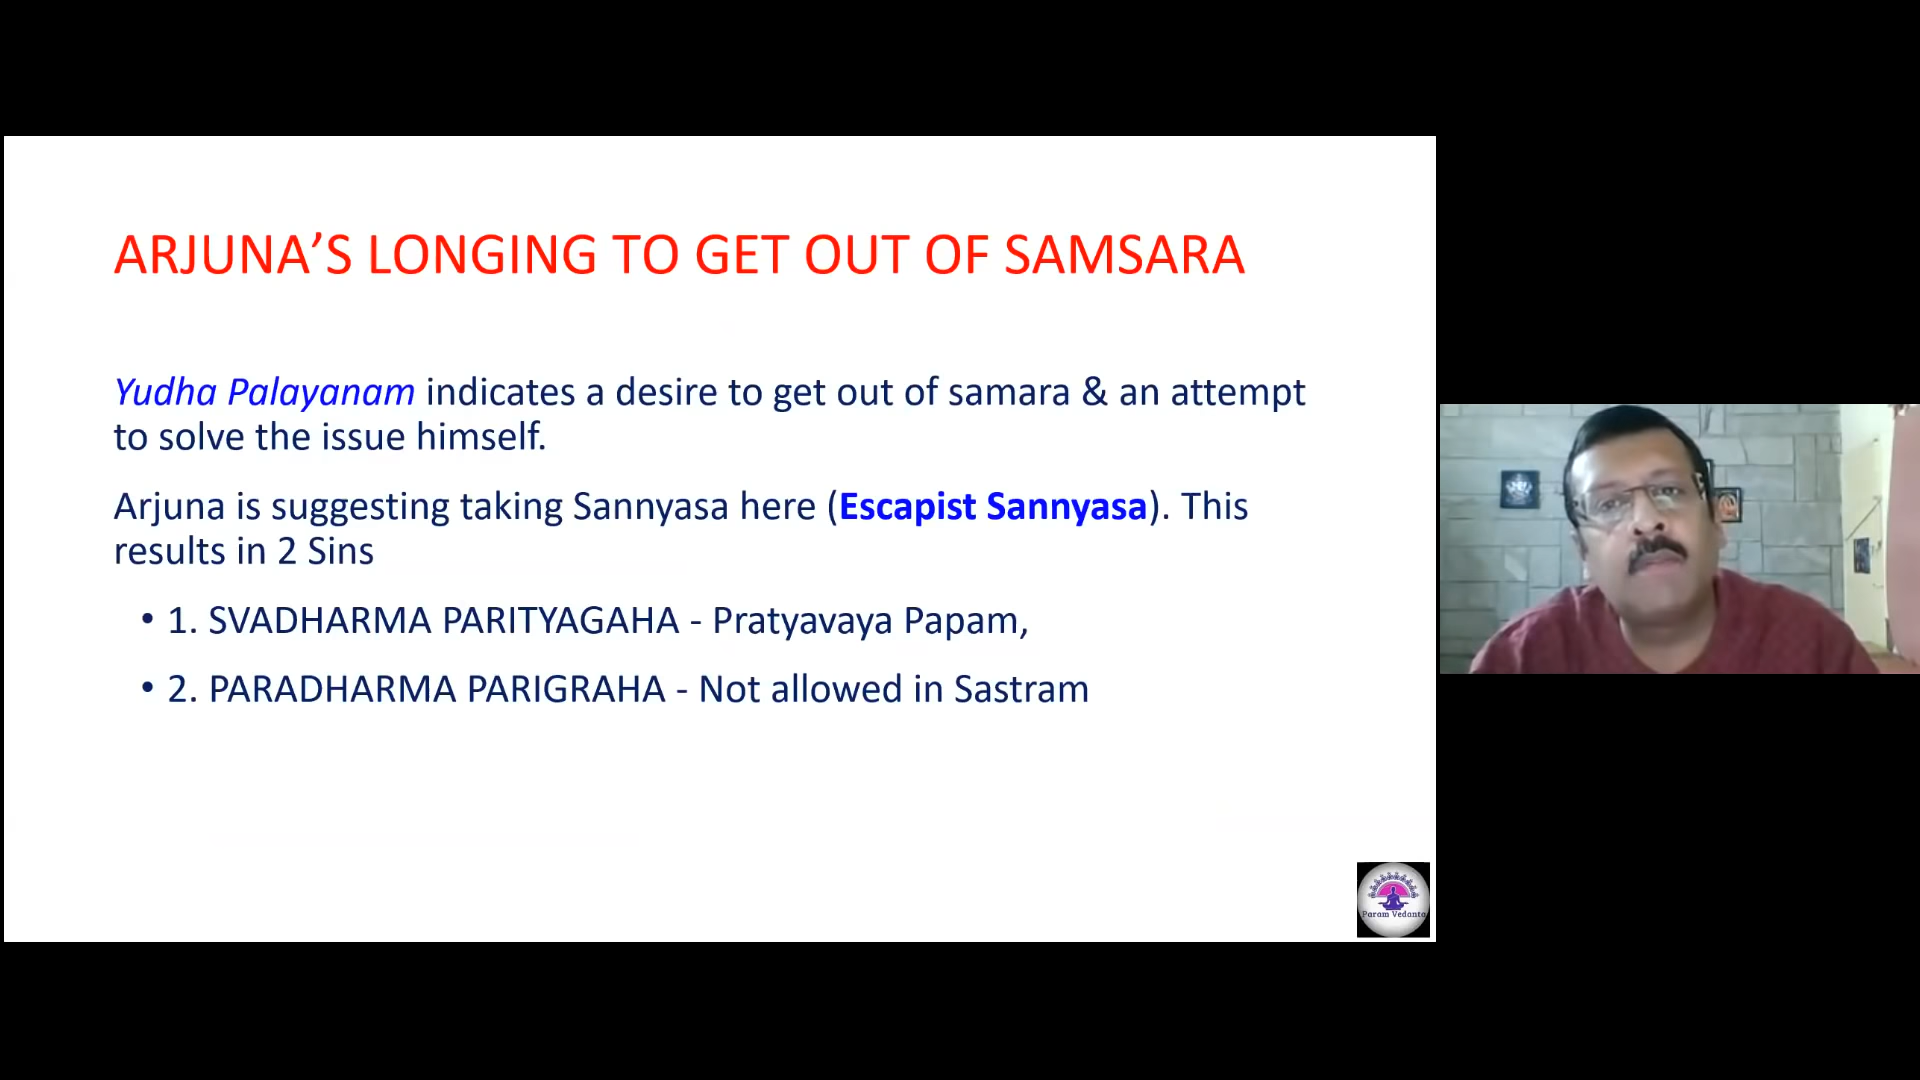 ARJUNA’S LONGING TO GET OUT OF SAMSARA
Yudha Palayanam indicates a desire to get out of samara & an attempt
to solve the issue himself.
Arjuna is suggesting taking Sannyasa here (Escapist Sannyasa). This
results in 2 Sins
• 1. SVADHARMA PARITYAGAHA - Pratyavaya Papam,
• 2. PARADHARMA PARIGRAHA - Not allowed in Sastram
Param Vedanta